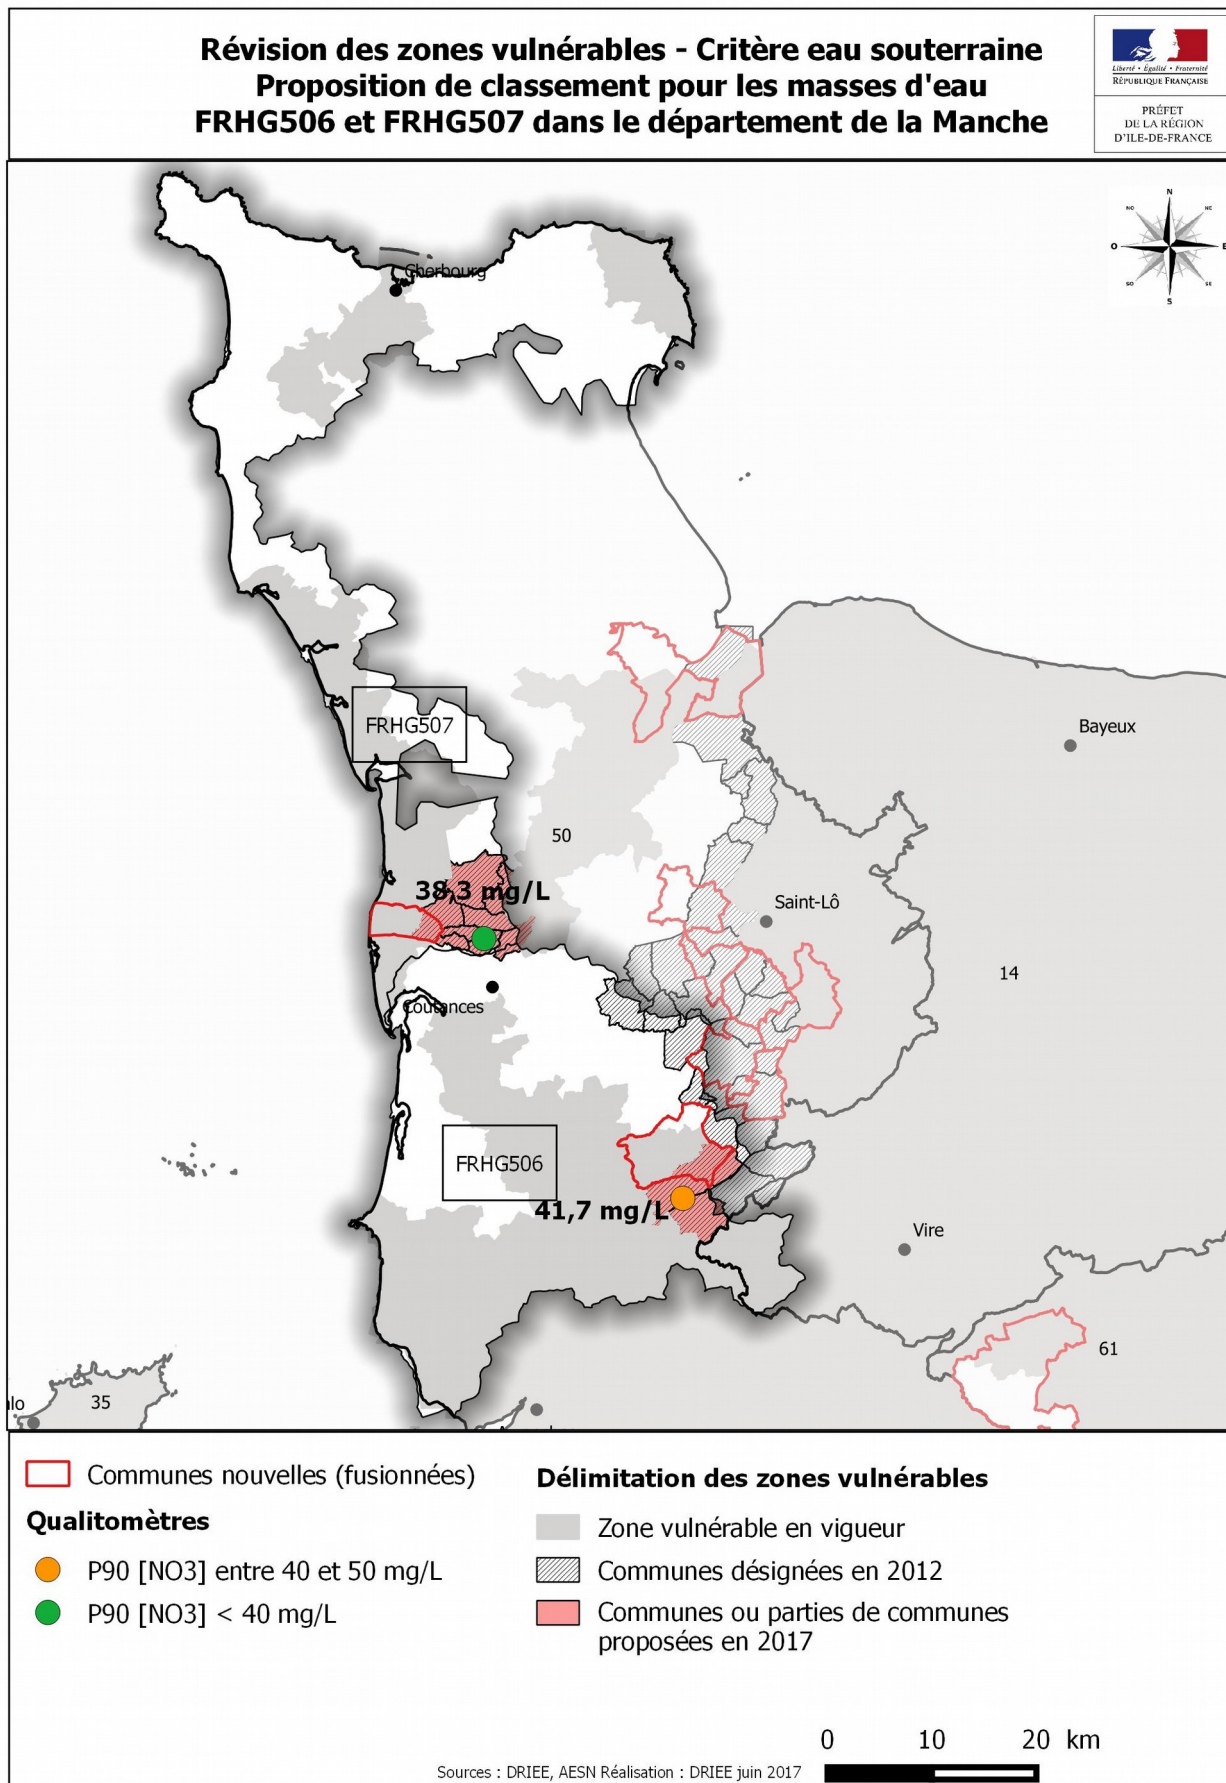 Révision des zones vulnérables - Critère eau souterraine
Proposition de classement pour les masses d'eau
FRHG506 et FRHG507 dans le département de la Manche
Liberté • Égalité • Fraternité
RÉPUBLIQUE FRANÇAISE
PRÉFET
DE LA RÉGION
D'ILE-DE-FRANCE
N
NO
NE
O
E
SO
SE
S
Cherbourg
FRHG507
Bayeux
50
38,3 mg/L
Saint-Lô
14
Coutances
FRHG506
41,7 mg/L
Vire
61
35
lo
Communes nouvelles (fusionnées)
Qualitomètres
P90 [NO3] entre 40 et 50 mg/L
P90 [NO3] < 40 mg/L
Délimitation des zones vulnérables
Zone vulnérable en vigueur
Communes désignées en 2012
Communes ou parties de communes
proposées en 2017
0 10 20 km
Sources : DRIEE, AESN Réalisation : DRIEE juin 2017